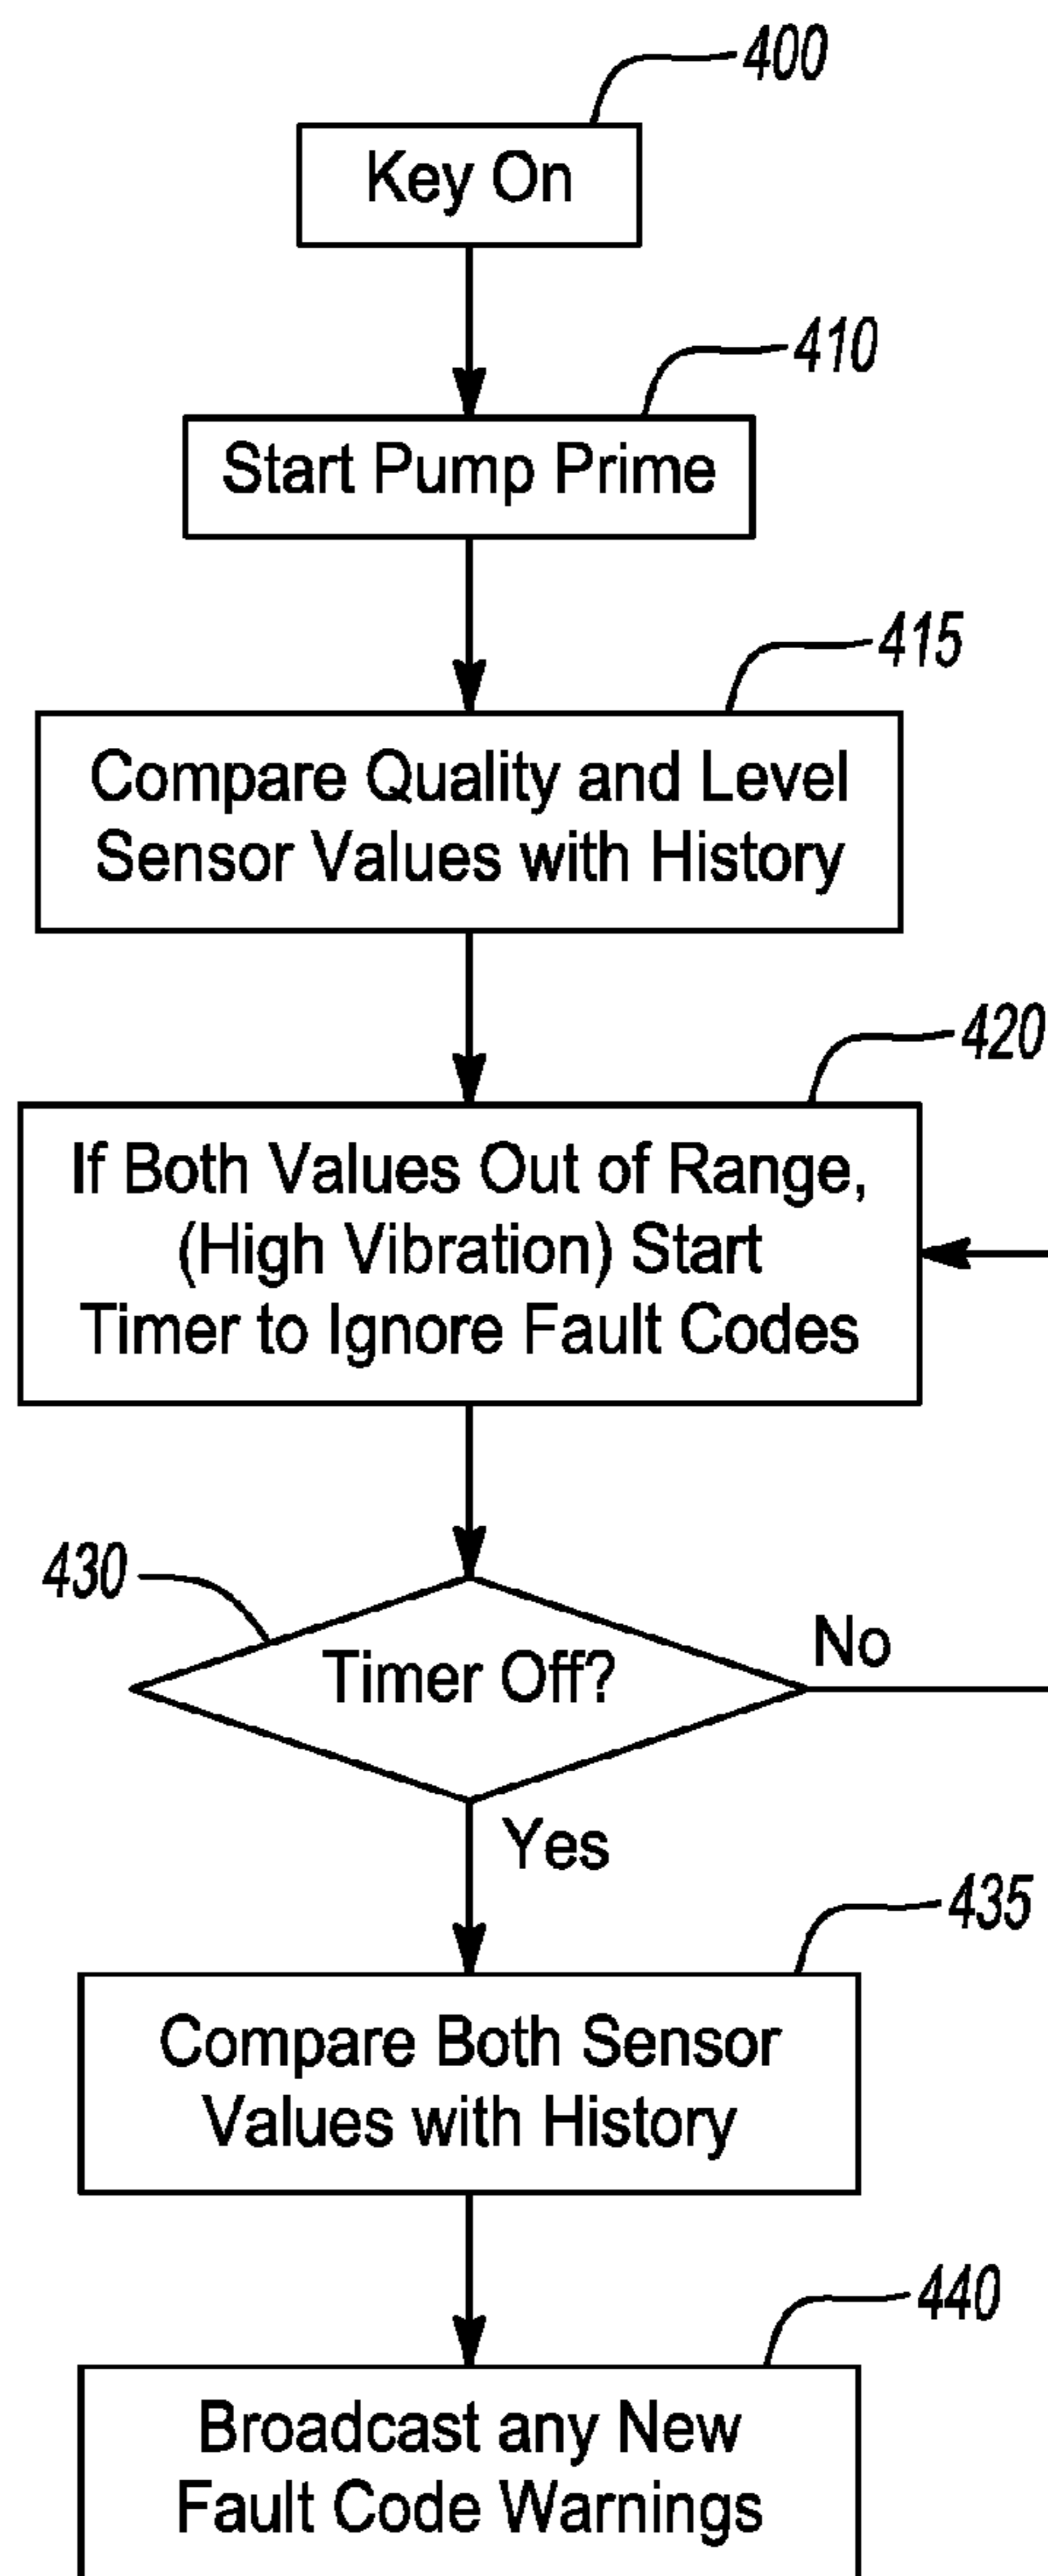 400
Key On
410
Start Pump Prime
415
Compare Quality and Level
Sensor Values with History
420
If Both Values Out of Range,
(High Vibration) Start
Timer to Ignore Fault Codes
430
Timer Off?
No
Yes
435
Compare Both Sensor
Values with History
440
Broadcast any New
Fault Code Warnings